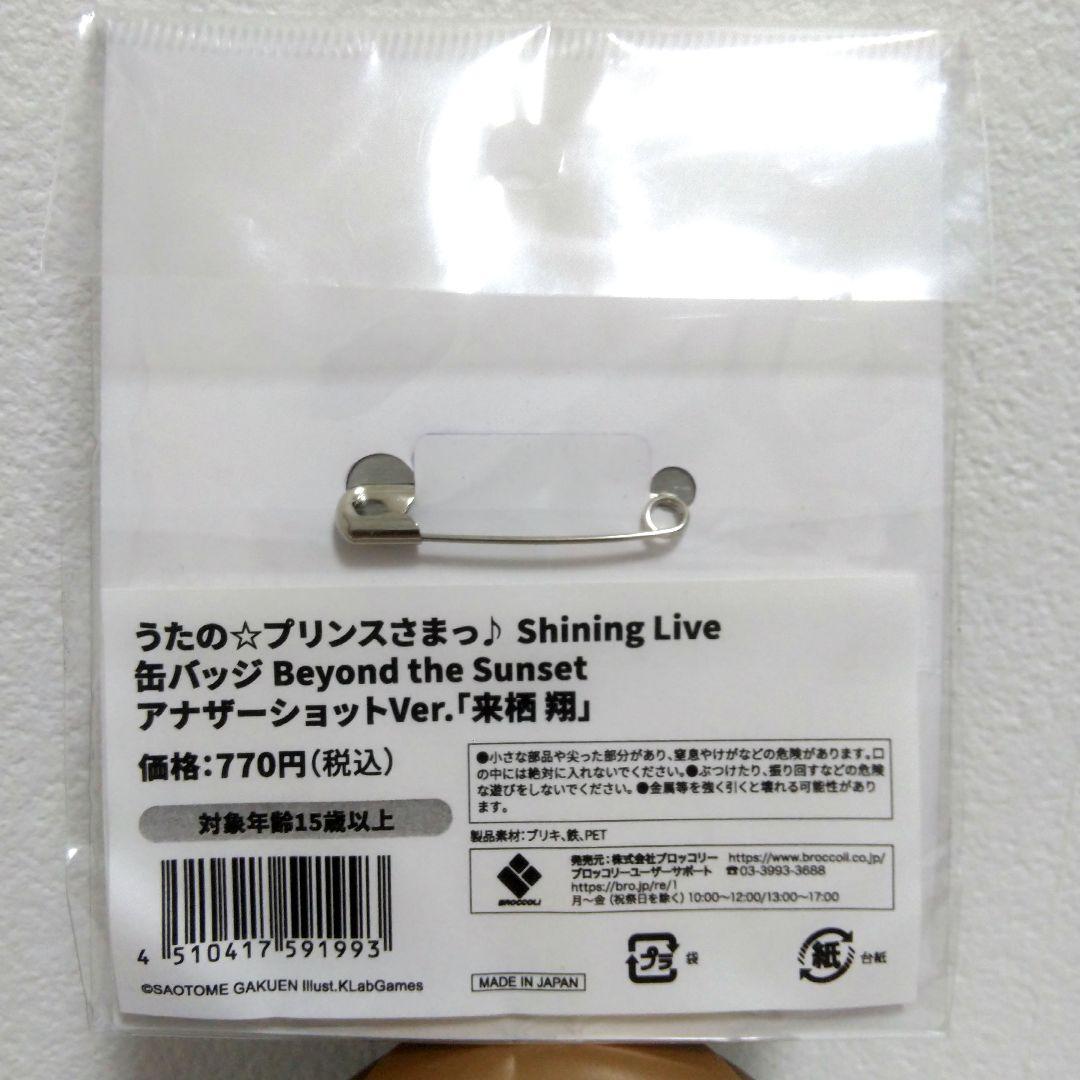 うたの☆プリンスさまっ♪ Shining Live
缶バッジ Beyond the Sunset
アナザーショットVer.「来栖 翔」
価格：770円（税込）
対象年齢15歳以上
●小さな部品や尖った部分があり、窒息やけがなどの危険があります。口
の中には絶対に入れないでください。●ぶつけたり、振り回すなどの危険
な遊びをしないでください。●金属等を強く引くと壊れる可能性があり
ます。
製品素材：ブリキ、鉄、PET
BROCCOLI
発売元：株式会社ブロッコリー https://www.broccoli.co.jp/
ブロッコリーユーザーサポート ☎03-3993-3688
https://bro.jp/re/1
月～金（祝祭日を除く）10:00～12:00/13:00～17:00
4 510417 591993
©SAOTOME GAKUEN Illust.KLabGames
MADE IN JAPAN
プラ 袋
紙 台紙